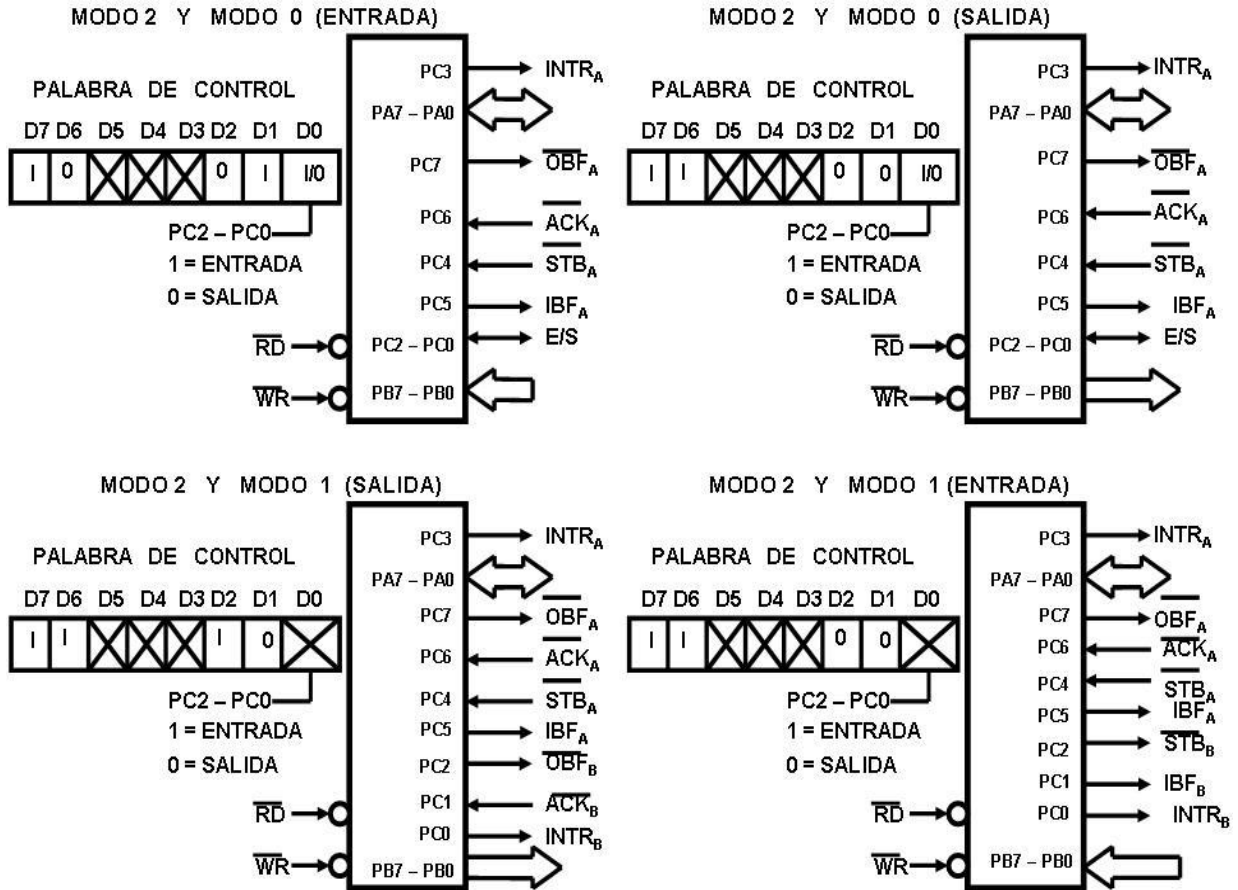 MODO 2 Y MODO 0 (ENTRADA)
PALABRA DE CONTROL
D7 D6 D5 D4 D3 D2 D1 D0
I 0 0 I I/0
PC2 – PC0
1 = ENTRADA
0 = SALIDA
RD
WR
PC3 INTRA
PA7 – PA0
PC7 OBFA
PC6 ACKA
PC4 STBA
PC5 IBFA
PC2 – PC0 E/S
PB7 – PB0
MODO 2 Y MODO 0 (SALIDA)
PALABRA DE CONTROL
D7 D6 D5 D4 D3 D2 D1 D0
I I 0 0 I/0
PC2 – PC0
1 = ENTRADA
0 = SALIDA
RD
WR
PC3 INTRA
PA7 – PA0
PC7 OBFA
PC6 ACKA
PC4 STBA
PC5 IBFA
PC2 – PC0 E/S
PB7 – PB0
MODO 2 Y MODO 1 (SALIDA)
PALABRA DE CONTROL
D7 D6 D5 D4 D3 D2 D1 D0
I I I 0
PC2 – PC0
1 = ENTRADA
0 = SALIDA
RD
WR
PC3 INTRA
PA7 – PA0
PC7 OBFA
PC6 ACKA
PC4 STBA
PC5 IBFA
PC2 OBFB
PC1 ACKB
PC0 INTRB
PB7 – PB0
MODO 2 Y MODO 1 (ENTRADA)
PALABRA DE CONTROL
D7 D6 D5 D4 D3 D2 D1 D0
I I 0 0
PC2 – PC0
1 = ENTRADA
0 = SALIDA
RD
WR
PC3 INTRA
PA7 – PA0
PC7 OBFA
PC6 ACKA
PC4 STBA
PC5 IBFA
PC2 STBB
PC1 IBFB
PC0 INTRB
PB7 – PB0